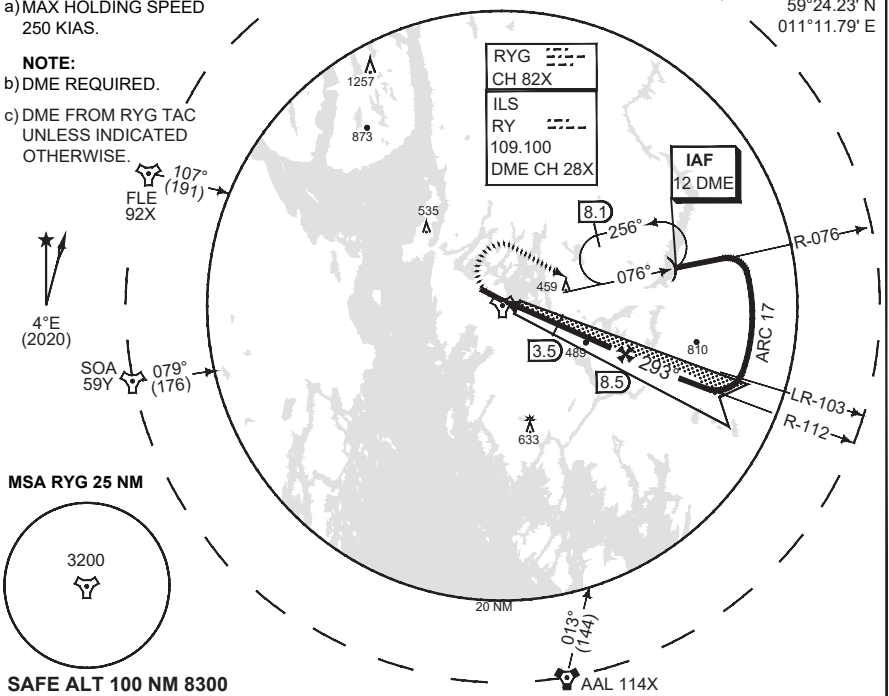 a) MAX HOLDING SPEED
250 KIAS.
59°24.23' N
011°11.79' E
NOTE:
b) DME REQUIRED.
c) DME FROM RYG TAC
UNLESS INDICATED
OTHERWISE.
107°
(191)
FLE
92X
1257
873
535
RYG
CH 82X
ILS
RY
109.100
DME CH 28X
IAF
12 DME
8.1
256°
076°
R-076
459
4°E
(2020)
SOA
59Y
079°
(176)
3.5
489
8.5
293°
810
ARC 17
LR-103
R-112
633
MSA RYG 25 NM
3200
SAFE ALT 100 NM 8300
20 NM
013°
(144)
AAL 114X